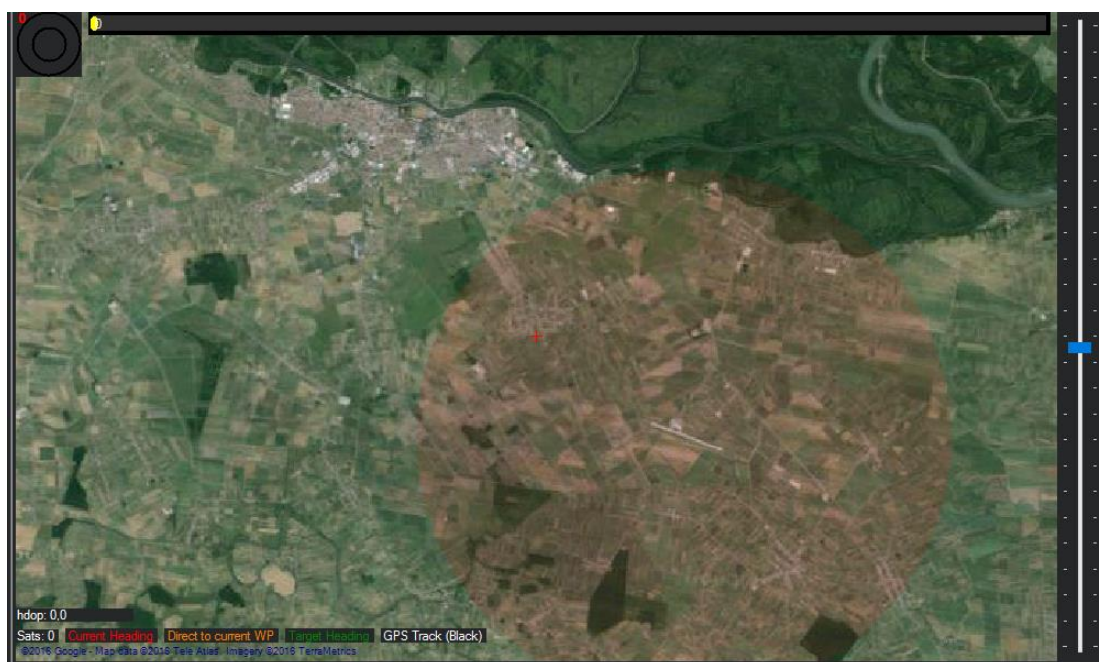 0
0
hdop: 0,0
Sats: 0 Current Heading Direct to current WP Target Heading GPS Track (Black)
©2016 Google - Map data ©2016 Tele Atlas, Imagery ©2016 TerraMetrics